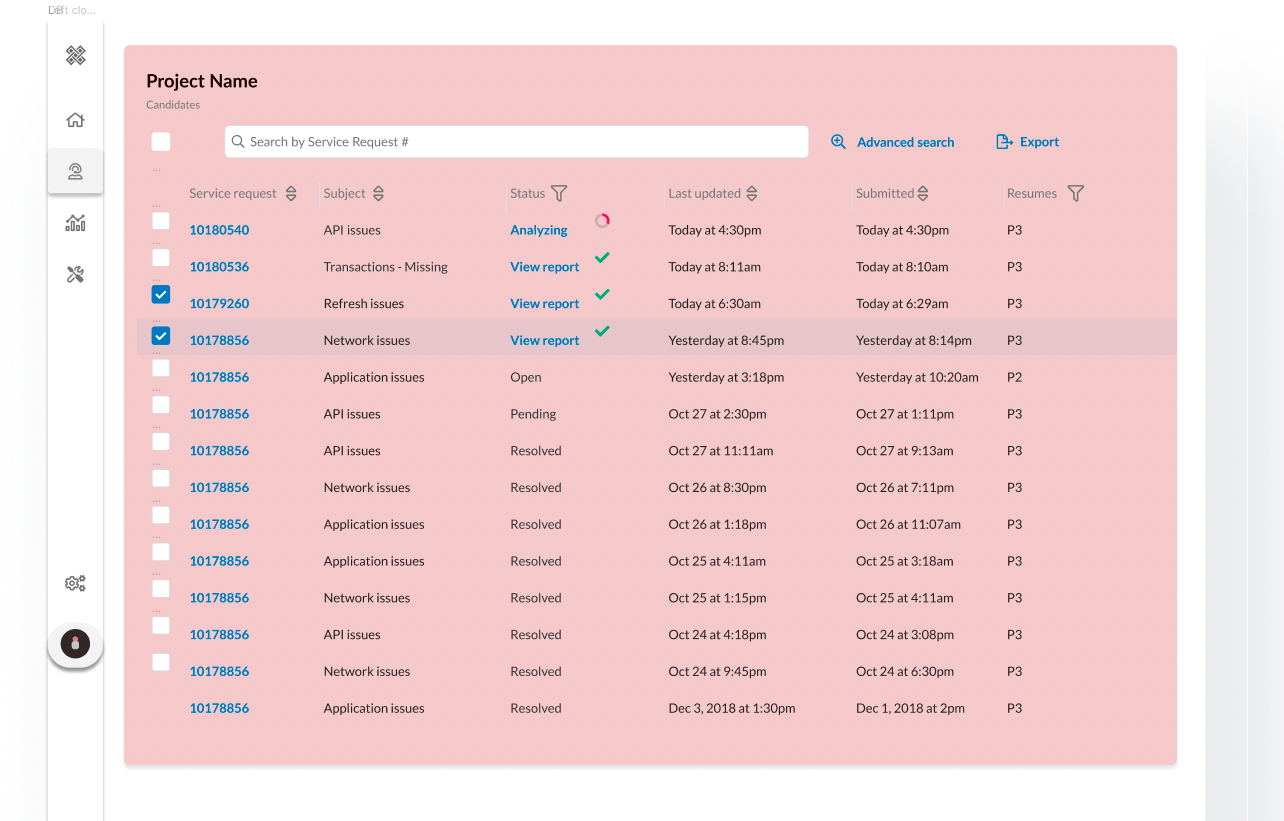 Project Name
Candidates
Search by Service Request # Advanced search Export
...
Service request Subject Status Last updated Submitted Resumes
...
10180540 API issues Analyzing Today at 4:30pm Today at 4:30pm P3
...
10180536 Transactions - Missing View report Today at 8:11am Today at 8:10am P3
...
10179260 Refresh issues View report Today at 6:30am Today at 6:29am P3
...
10178856 Network issues View report Yesterday at 8:45pm Yesterday at 8:14pm P3
...
10178856 Application issues Open Yesterday at 3:18pm Yesterday at 10:20am P2
...
10178856 API issues Pending Oct 27 at 2:30pm Oct 27 at 1:11pm P3
...
10178856 API issues Resolved Oct 27 at 11:11am Oct 27 at 9:13am P3
...
10178856 Network issues Resolved Oct 26 at 8:30pm Oct 26 at 7:11pm P3
...
10178856 Application issues Resolved Oct 26 at 1:18pm Oct 26 at 11:07am P3
...
10178856 Application issues Resolved Oct 25 at 4:11am Oct 25 at 3:18am P3
...
10178856 Network issues Resolved Oct 25 at 1:15pm Oct 25 at 4:11am P3
...
10178856 API issues Resolved Oct 24 at 4:18pm Oct 24 at 3:08pm P3
10178856 Network issues Resolved Oct 24 at 9:45pm Oct 24 at 6:30pm P3
10178856 Application issues Resolved Dec 3, 2018 at 1:30pm Dec 1, 2018 at 2pm P3